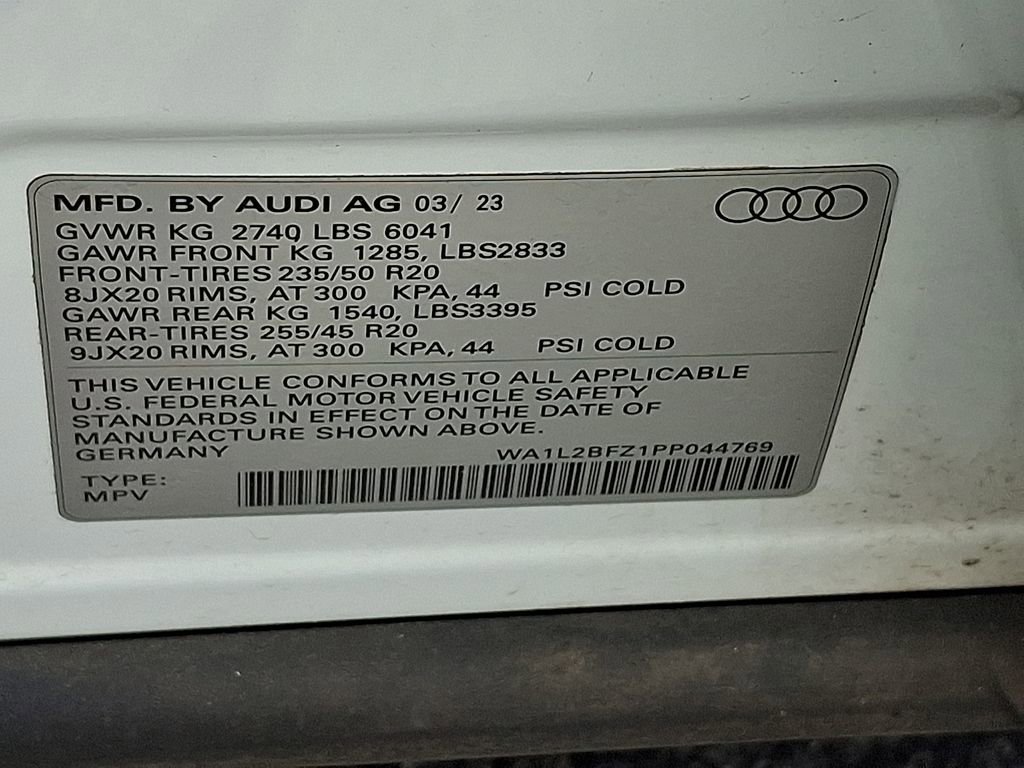 MFD. BY AUDI AG 03/ 23
GVWR KG 2740 LBS 6041
GAWR FRONT KG 1285, LBS2833
FRONT-TIRES 235/50 R20
8JX20 RIMS, AT 300 KPA, 44 PSI COLD
GAWR REAR KG 1540, LBS3395
REAR-TIRES 255/45 R20
9JX20 RIMS, AT 300 KPA, 44 PSI COLD
THIS VEHICLE CONFORMS TO ALL APPLICABLE
U.S. FEDERAL MOTOR VEHICLE SAFETY
STANDARDS IN EFFECT ON THE DATE OF
MANUFACTURE SHOWN ABOVE.
GERMANY WA1L2BFZ1PP044769
TYPE:
MPV